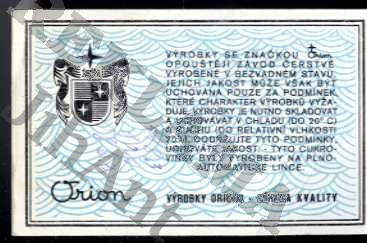 VÝROBKY SE ZNAČKOU Orion
OPOUŠTĚJÍ ZÁVOD ČERSTVĚ
VYROBENÉ V BEZVADNÉM STAVU.
JEJICH JAKOST MŮŽE VŠAK BÝT
UCHOVÁNA POUZE ZA PODMÍNEK,
KTERÉ CHARAKTER VÝROBKŮ VYŽA-
DUJE. VÝROBKY JE NUTNO SKLADOVAT
A UCHOVÁVAT V CHLADU (DO 20° C)
A SUCHU (DO RELATIVNÍ VLHKOSTI
70%). DODRŽUJTE TYTO PODMÍNKY,
UCHOVÁTE JAKOST. - TYTO CUKRO-
VINKY BYLY VYROBENY NA PLNO-
AUTOMATICKÉ LINCE.
Orion
VÝROBKY ORIONU - KVALITY